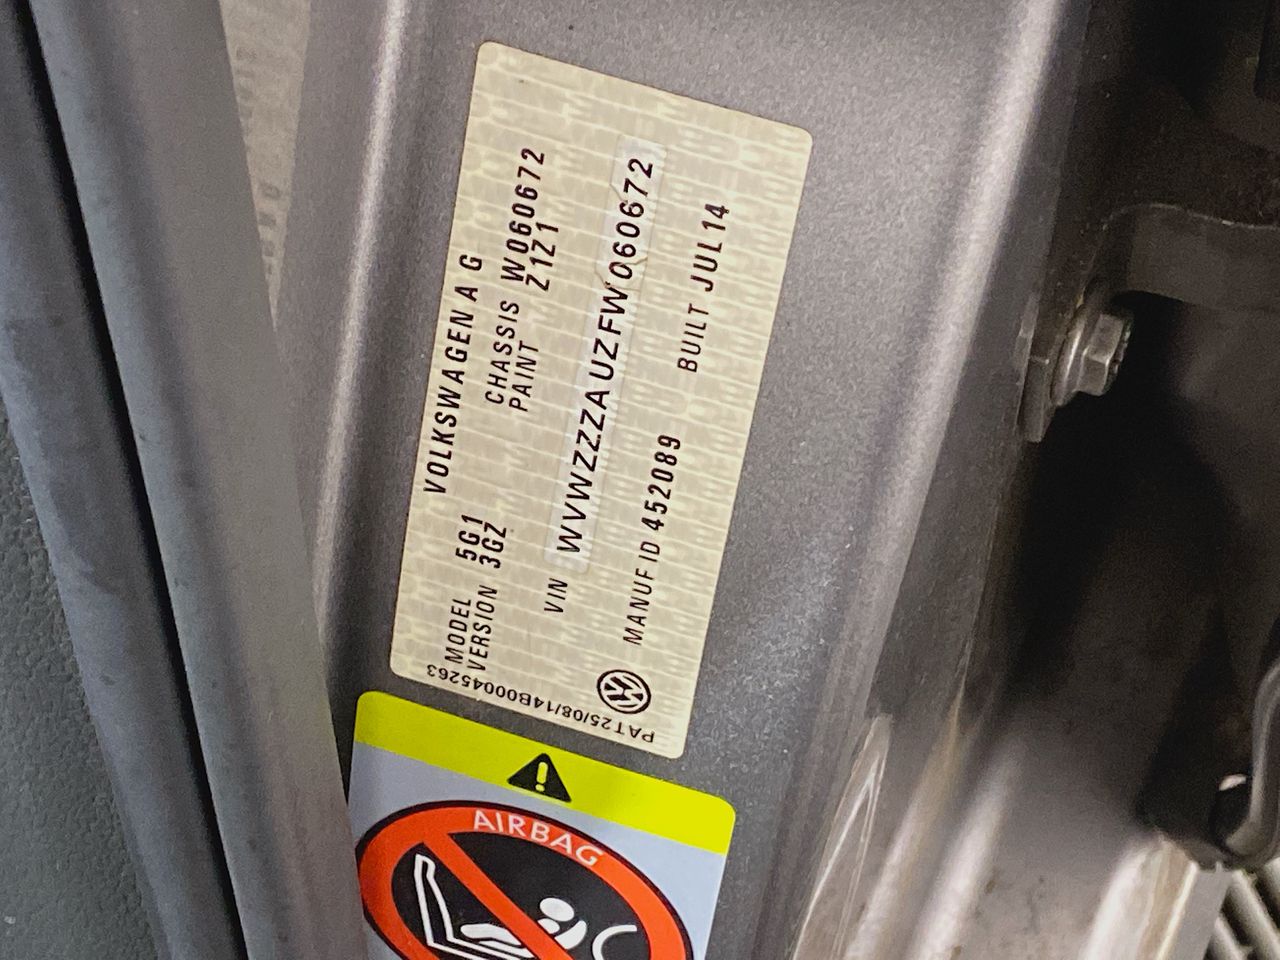 VOLKSWAGEN A G
MODEL 5G1 CHASSIS W060672
VERSION 3GZ PAINT Z1Z1
VIN WVWZZZAUZFW060672
MANUF ID 452089 BUILT JUL14
PAT25/08/14B00045263
AIRBAG